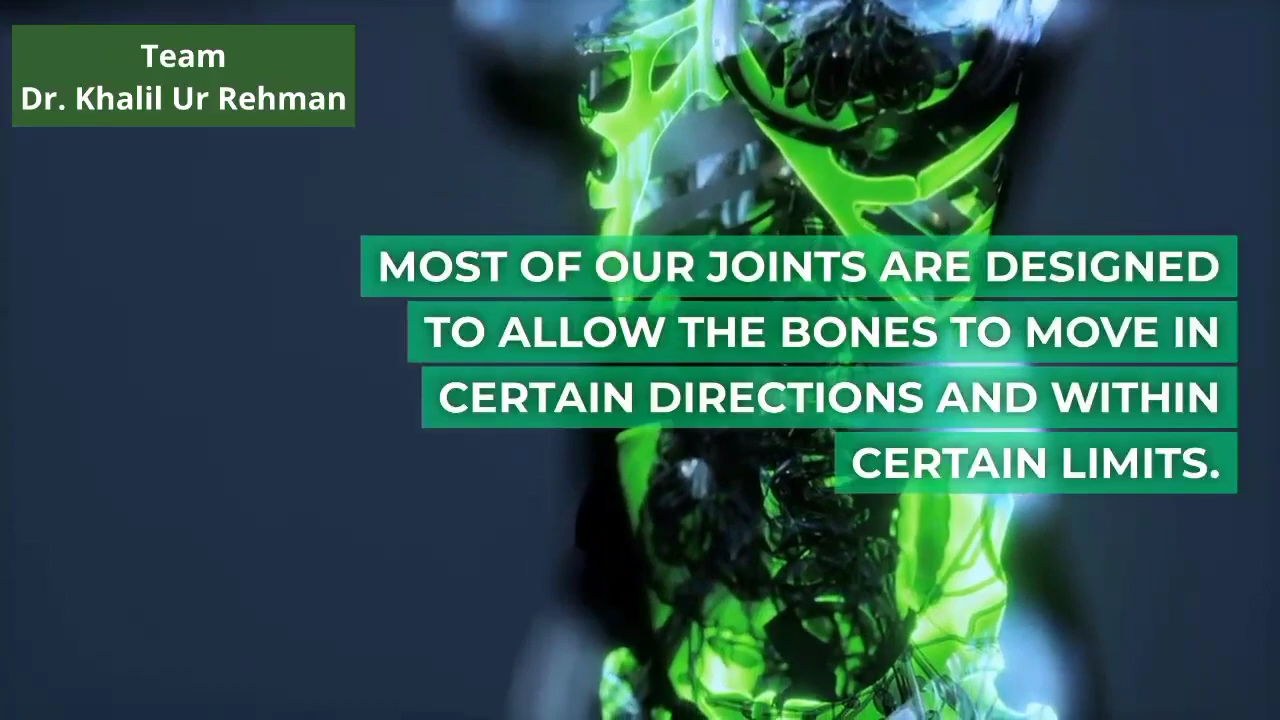 Team
Dr. Khalil Ur Rehman
MOST OF OUR JOINTS ARE DESIGNED
TO ALLOW THE BONES TO MOVE IN
CERTAIN DIRECTIONS AND WITHIN
CERTAIN LIMITS.